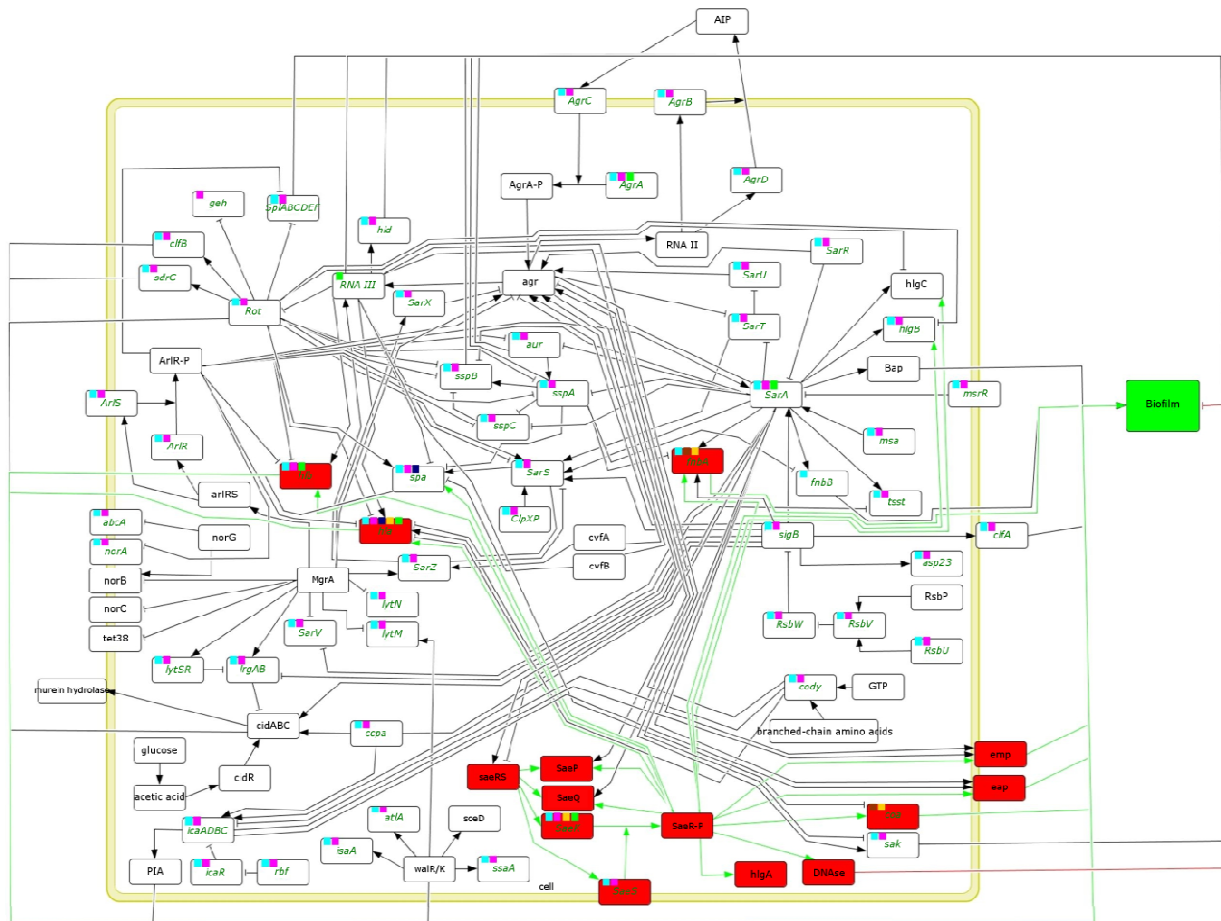 AIP
AgrC
AgrB
AgrA-P
AgrA
AgrD
geh
SplABCDEF
hld
clfB
RNA II
SarR
sdrC
RNA III
agr
SarU
hlgC
SarX
Rot
SarT
hlgB
aur
ArlR-P
sspB
Bap
sspA
SarA
msrR
Biofilm
ArlS
sspC
msa
ArlR
spa
SarS
fnbB
tsst
arlRS
abcA
ClpXP
norG
cvfA
sigB
clfA
norA
cvfB
asp23
norB
MgrA
SarZ
RsbP
norC
lytN
RsbW
RsbV
tet38
SarV
lytM
RsbU
lytSR
lrgAB
murein hydrolase
cody
GTP
cidABC
ccpa
branched-chain amino acids
glucose
emp
cidR
saeRS
SaeP
eap
acetic acid
SaeQ
icaADBC
atlA
sceD
SaeR-P
sak
isaA
PIA
icaR
rbf
walR/K
ssaA
hlgA
DNAse
cell